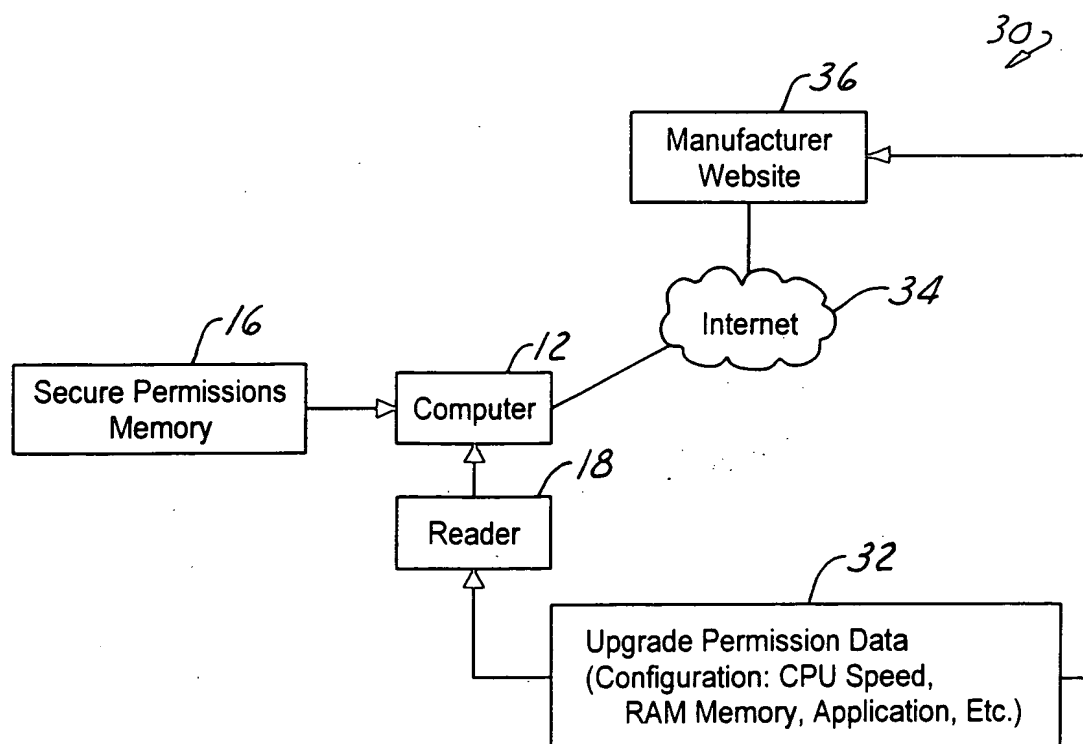 30
36
Manufacturer
Website
34
Internet
16
12
Secure Permissions
Memory
Computer
18
Reader
32
Upgrade Permission Data
(Configuration: CPU Speed,
RAM Memory, Application, Etc.)